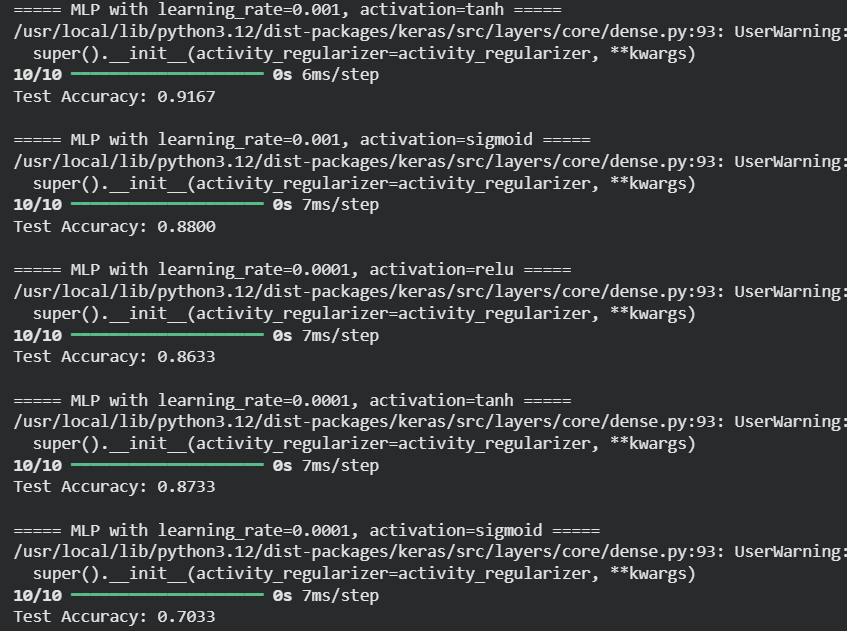 ===== MLP with learning_rate=0.001, activation=tanh =====
/usr/local/lib/python3.12/dist-packages/keras/src/layers/core/dense.py:93: UserWarning:
  super().__init__(activity_regularizer=activity_regularizer, **kwargs)
10/10 ━━━━━━━━━━━━━━━━━━━━ 0s 6ms/step
Test Accuracy: 0.9167

===== MLP with learning_rate=0.001, activation=sigmoid =====
/usr/local/lib/python3.12/dist-packages/keras/src/layers/core/dense.py:93: UserWarning:
  super().__init__(activity_regularizer=activity_regularizer, **kwargs)
10/10 ━━━━━━━━━━━━━━━━━━━━ 0s 7ms/step
Test Accuracy: 0.8800

===== MLP with learning_rate=0.0001, activation=relu =====
/usr/local/lib/python3.12/dist-packages/keras/src/layers/core/dense.py:93: UserWarning:
  super().__init__(activity_regularizer=activity_regularizer, **kwargs)
10/10 ━━━━━━━━━━━━━━━━━━━━ 0s 7ms/step
Test Accuracy: 0.8633

===== MLP with learning_rate=0.0001, activation=tanh =====
/usr/local/lib/python3.12/dist-packages/keras/src/layers/core/dense.py:93: UserWarning:
  super().__init__(activity_regularizer=activity_regularizer, **kwargs)
10/10 ━━━━━━━━━━━━━━━━━━━━ 0s 7ms/step
Test Accuracy: 0.8733

===== MLP with learning_rate=0.0001, activation=sigmoid =====
/usr/local/lib/python3.12/dist-packages/keras/src/layers/core/dense.py:93: UserWarning:
  super().__init__(activity_regularizer=activity_regularizer, **kwargs)
10/10 ━━━━━━━━━━━━━━━━━━━━ 0s 7ms/step
Test Accuracy: 0.7033